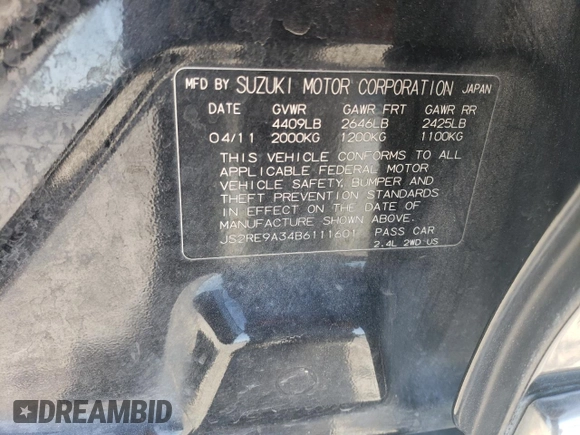 MFD BY SUZUKI MOTOR CORPORATION JAPAN
DATE GVWR GAWR FRT GAWR RR
4409LB 2646LB 2425LB
04/11 2000KG 1200KG 1100KG
THIS VEHICLE CONFORMS TO ALL
APPLICABLE FEDERAL MOTOR
VEHICLE SAFETY, BUMPER AND
THEFT PREVENTION STANDARDS
IN EFFECT ON THE DATE OF
MANUFACTURE SHOWN ABOVE.
JS2RE9A34B6111601 PASS CAR
2.4L 2WD:US
DREAMBID